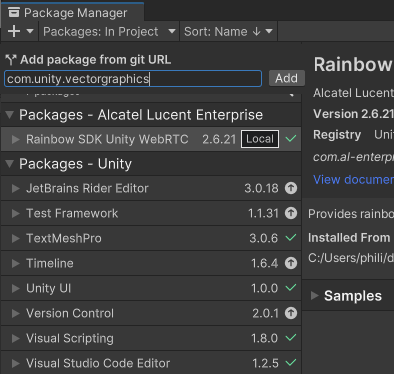 Package Manager
Packages: In Project Sort: Name ↓
Add package from git URL
com.unity.vectorgraphics Add
Packages - Alcatel Lucent Enterprise
Rainbow SDK Unity WebRTC 2.6.21 Local
Packages - Unity
JetBrains Rider Editor 3.0.18
Test Framework 1.1.31
TextMeshPro 3.0.6
Timeline 1.6.4
Unity UI 1.0.0
Version Control 2.0.1
Visual Scripting 1.8.0
Visual Studio Code Editor 1.2.5
Rainbow
Alcatel Lucent
Version 2.6.21
Registry Uni
com.al-enterp
View documen
Provides rainbo
Installed From
C:/Users/phili/d
Samples